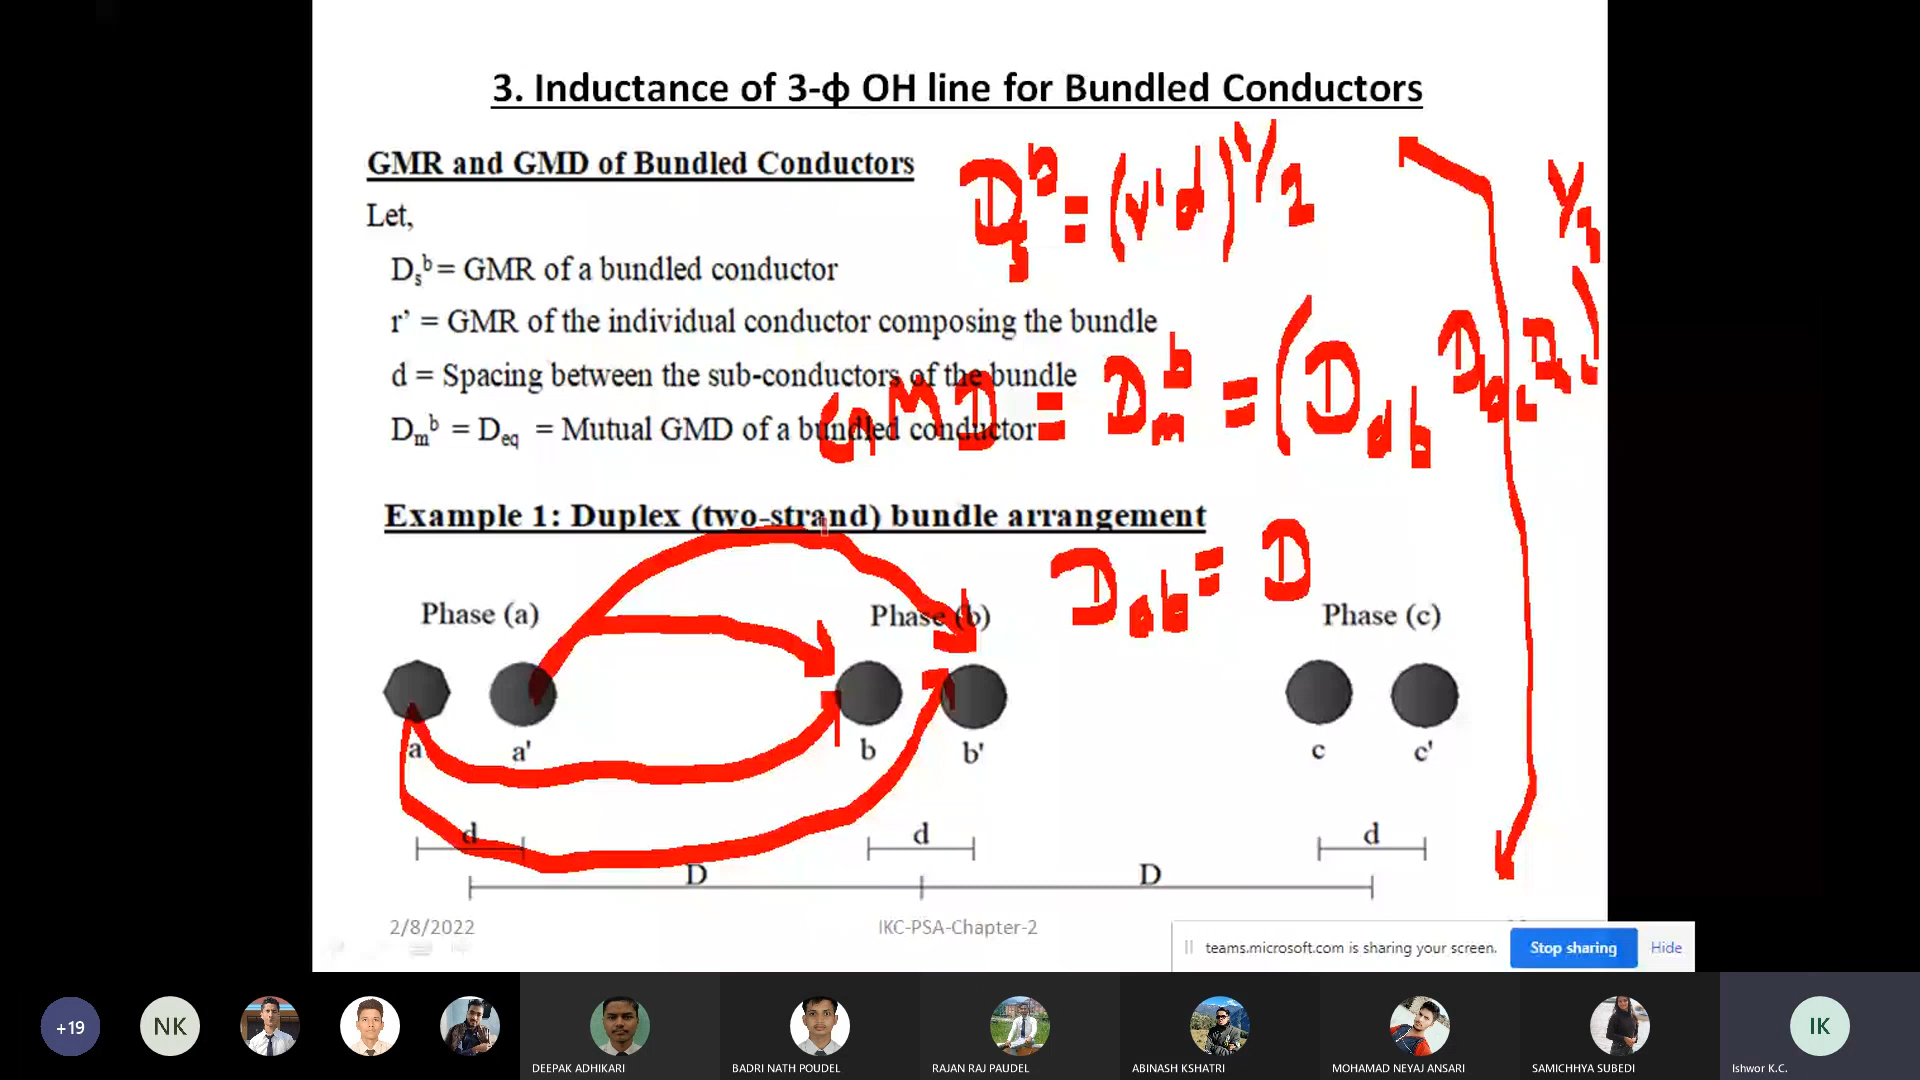 3. Inductance of 3-ϕ OH line for Bundled Conductors
GMR and GMD of Bundled Conductors
Let,
Dₛᵇ = GMR of a bundled conductor
r’ = GMR of the individual conductor composing the bundle
d = Spacing between the sub-conductors of the bundle
Dₘᵇ = Deq = Mutual GMD of a bundled conductor
Dₛᵇ = (r'd)^1/2
GMD = Dₘᵇ = (Dab Dbc Dca)^1/3
Example 1: Duplex (two-strand) bundle arrangement
Dab = D
Phase (a) Phase (b) Phase (c)
a a' b b' c c'
d d d
D D
2/8/2022 IKC-PSA-Chapter-2
teams.microsoft.com is sharing your screen. Stop sharing Hide
+19 NK IK
DEEPAK ADHIKARI BADRI NATH POUDEL RAJAN RAJ PAUDEL ABINASH KSHATRI MOHAMAD NEYAJ ANSARI SAMICHHYA SUBEDI Ishwor K.C.